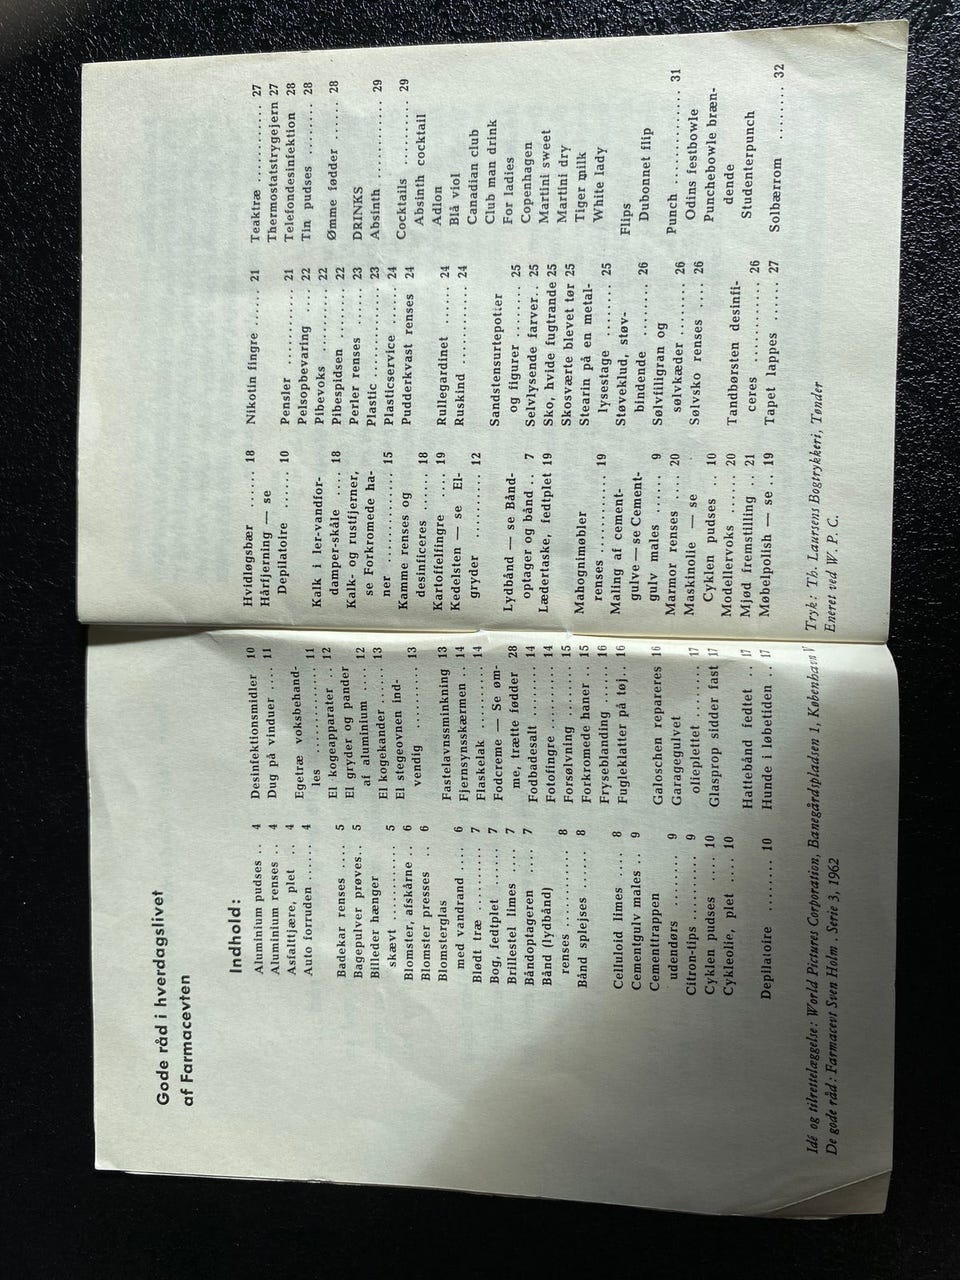 Gode råd i hverdagslivet
af Farmacevten
Indhold:
Aluminium pudses .. 4
Aluminium renses .. 4
Asfalttjære, plet ... 4
Auto forruden ...... 4
Badekar renses ..... 5
Bagepulver prøves .. 5
Billeder hænger
skævt ........... 5
Blomster, afskårne .. 6
Blomster presses .. 6
Blomsterglas
med vandrand .... 6
Blødt træ .......... 7
Bog, fedtplet ....... 7
Brillestel limes .... 7
Båndoptageren ..... 7
Bånd (lydbånd)
renses ............ 8
Bånd splejses ...... 8
Celluloid limes .... 8
Cementgulv males .. 9
Cementtrappen
udendørs ......... 9
Citron-tips .......... 9
Cyklen pudses .... 10
Cykleolie, plet .... 10
Depilatoire ........ 10
Desinfektionsmidler 10
Dug på vinduer ... 11
Egetræ voksbehand-
les ............... 11
El kogeapparater .. 12
El gryder og pander
af aluminium .... 12
El kogekander ...... 13
El stegeovnen ind-
vendig ........... 13
Fastelavnssminkning 13
Fjernsynsskærmen .. 14
Flaskelak .......... 14
Fodcreme — Se øm-
me, trætte fødder 28
Fodbadesalt ........ 14
Fotofingre .......... 14
Forsølvning ........ 15
Forkromede haner .. 15
Fryseblanding ..... 16
Fugleklatter på tøj .. 16
Galoschen repareres 16
Garagegulvet
olieplettet ........ 17
Glasprop sidder fast 17
Hattebånd fedtet .. 17
Hunde i løbetiden .. 17
Idé og tilrettelæggelse: World Pictures Corporation, Banegårdspladsen 1, København V
De gode råd: Farmacevt Sven Holm . Serie 3, 1962
Hvidløgsbær ....... 18
Hårfjerning — se
Depilatoire ...... 10
Kalk i ler-vandfor-
damper-skåle .... 18
Kalk- og rustfjerner,
se Forkromede ha-
ner .............. 15
Kamme renses og
desinficeres ...... 18
Kartoffelfingre .... 19
Kedelsten — se El-
gryder .......... 12
Lydbånd — se Bånd-
optager og bånd .. 7
Lædertaske, fedtplet 19
Mahognimøbler
renses ........... 19
Maling af cement-
gulve — se Cement-
gulv males ...... 9
Marmor renses .... 20
Maskinolie — se
Cyklen pudses .. 10
Modellervoks ...... 20
Mjød fremstilling .. 21
Møbelpolish — se .. 19
Nikotin fingre ...... 21
Pensler ............ 21
Pelsopbevaring .... 22
Pibevoks .......... 22
Pibespidsen ....... 22
Perler renses ...... 23
Plastic ............ 23
Plasticservice ...... 24
Pudderkvast renses 24
Rullegardinet ...... 24
Ruskind ........... 24
Sandstensurtepotter
og figurer ........ 25
Selvlysende farver... 25
Sko, hvide fugtrande 25
Skosværte blevet tør 25
Stearin på en metal-
lysestage ......... 25
Støveklud, støv-
bindende ........ 26
Sølvfilligran og
sølvkæder ....... 26
Sølvsko renses .... 26
Tandbørsten desinfi-
ceres ............ 26
Tapet lappes ...... 27
Teaktræ ............ 27
Thermostatstrygejern 27
Telefondesinfektion 28
Tin pudses ........ 28
Ømme fødder ...... 28
DRINKS
Absinth ............ 29
Cocktails .......... 29
Absinth cocktail
Adlon
Blå viol
Canadian club
Club man drink
For ladies
Copenhagen
Martini sweet
Martini dry
Tiger milk
White lady
Flips
Dubonnet flip
Punch ............. 31
Odins festbowle
Punchebowle bræn-
dende
Studenterpunch
Solbærrom ........ 32
Tryk: Th. Laursens Bogtrykkeri, Tønder
Eneret ved W. P. C.